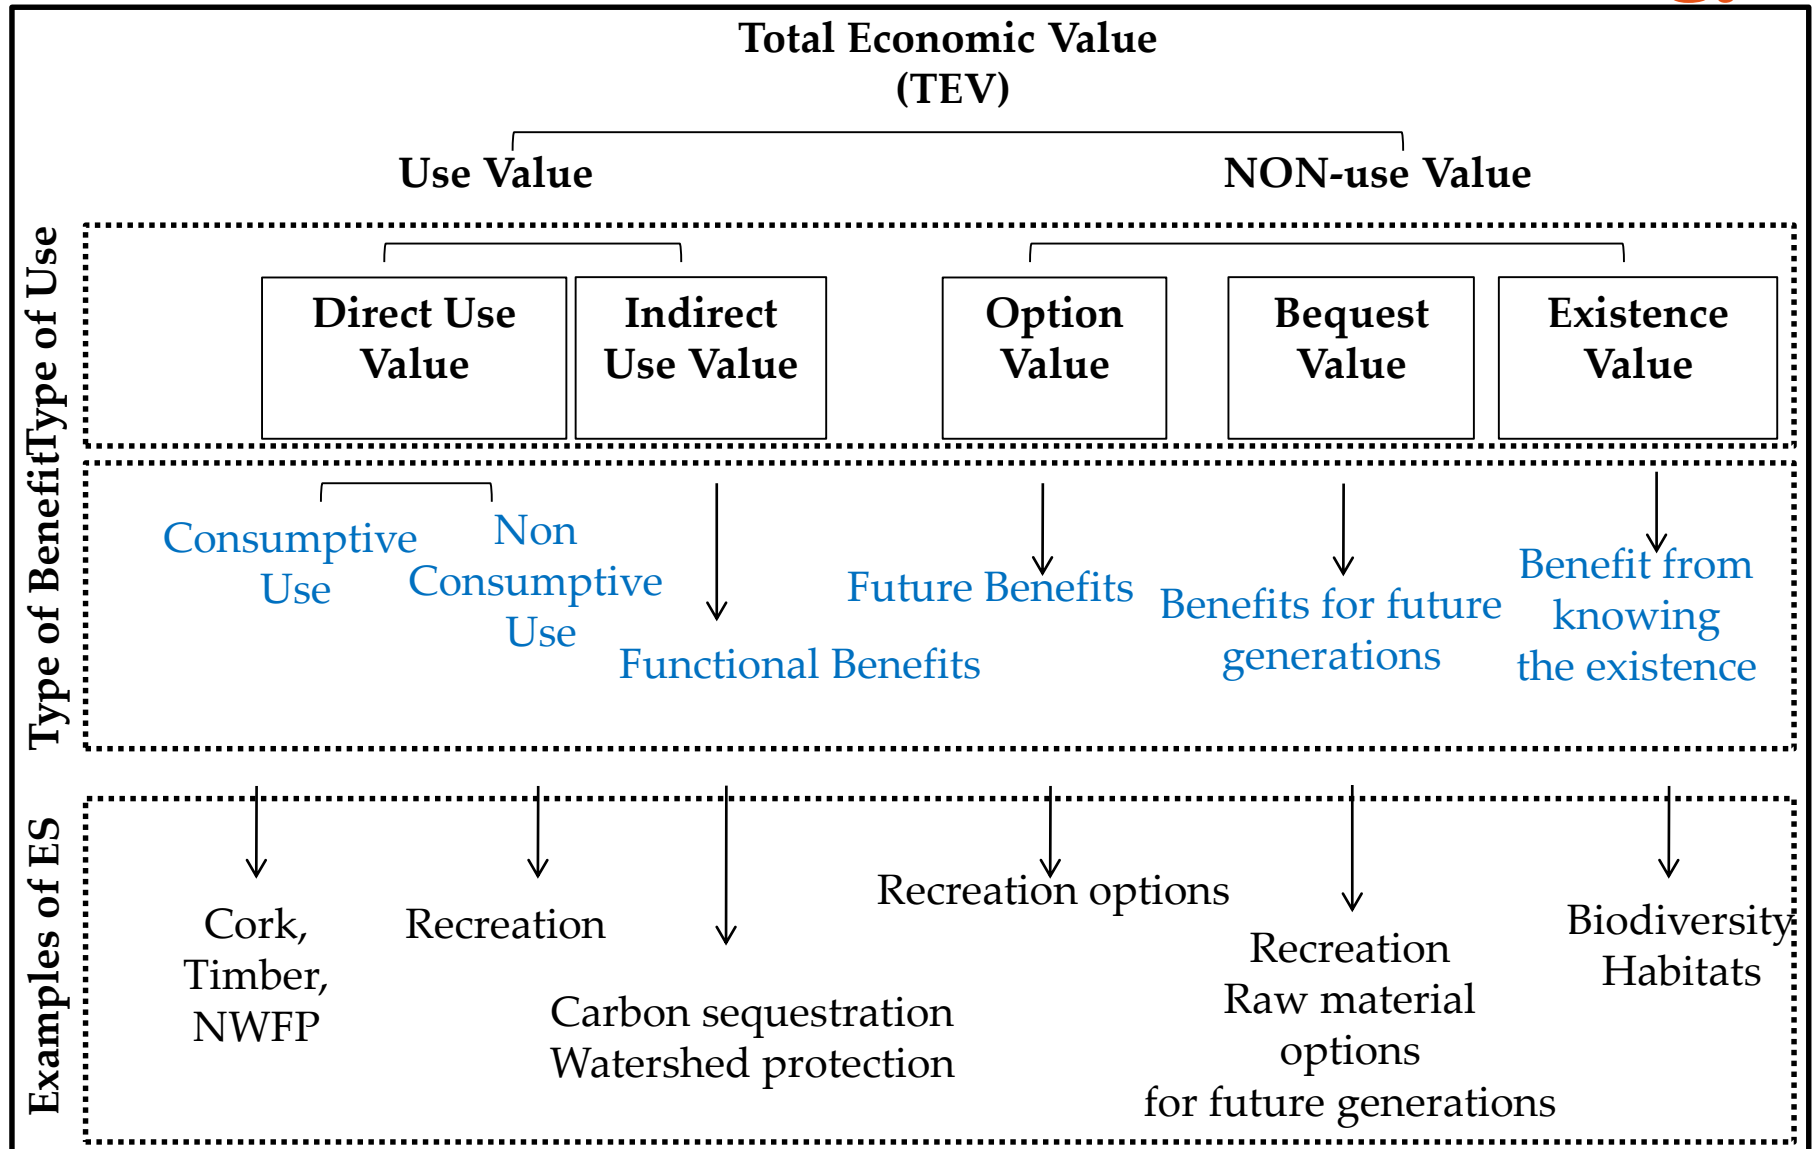 Total Economic Value
(TEV)
Use Value
NON-use Value
Type of Use
Direct Use
Value
Indirect
Use Value
Option
Value
Bequest
Value
Existence
Value
Type of Benefit
Consumptive
Use
Non
Consumptive
Use
Functional Benefits
Future Benefits
Benefits for future
generations
Benefit from
knowing
the existence
Examples of ES
Cork,
Timber,
NWFP
Recreation
Carbon sequestration
Watershed protection
Recreation options
Recreation
Raw material
options
for future generations
Biodiversity
Habitats